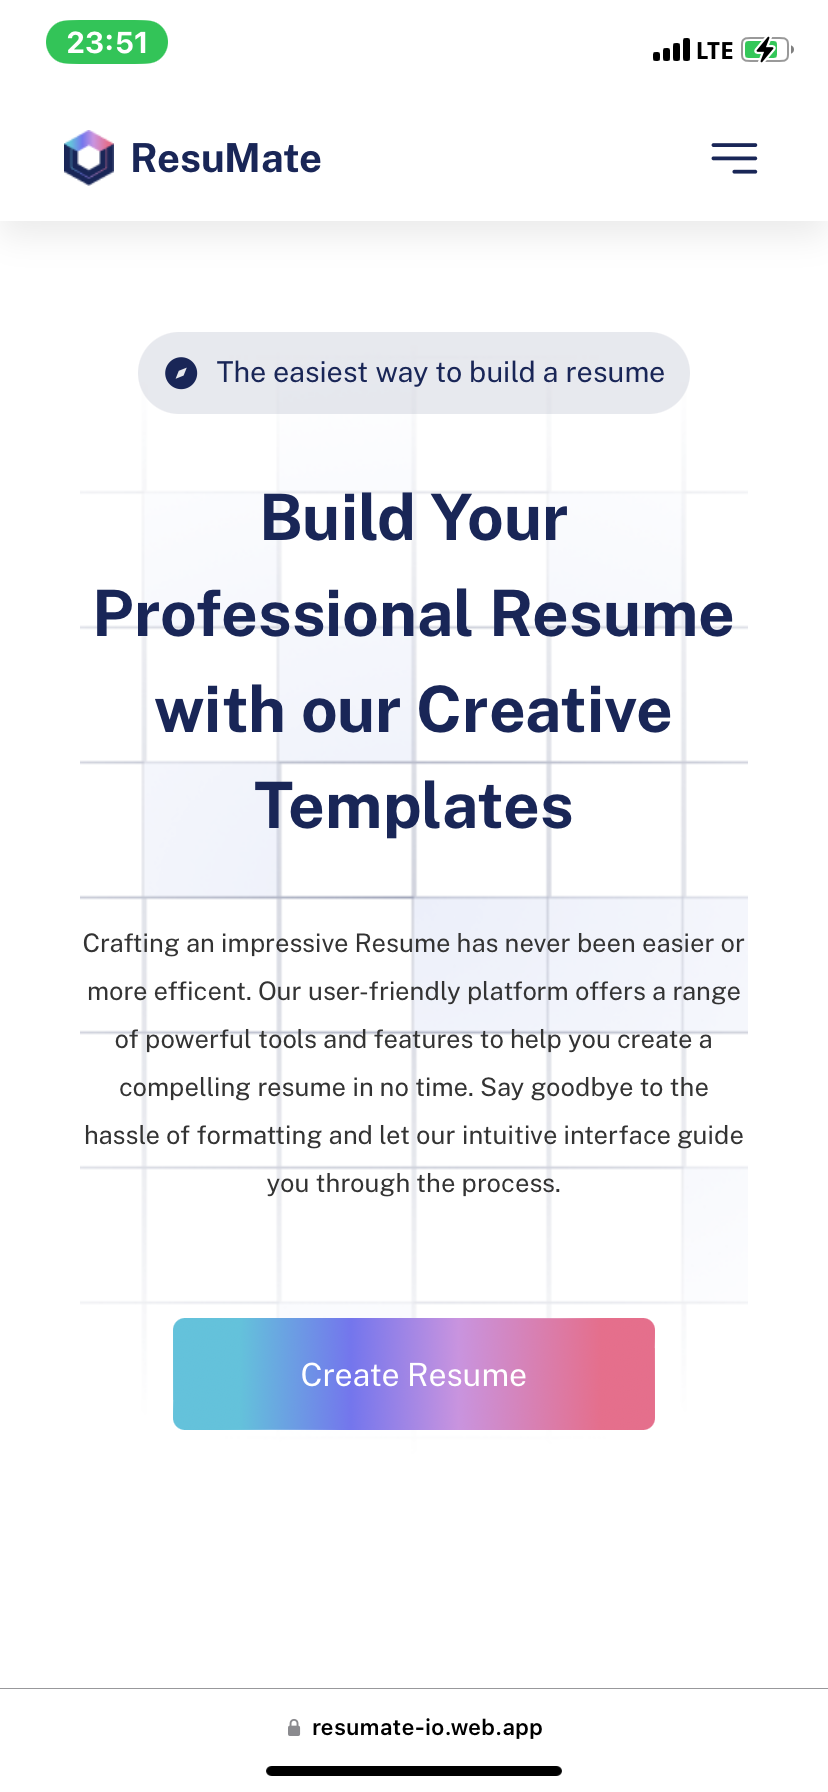 23:51
LTE
ResuMate
The easiest way to build a resume
Build Your
Professional Resume
with our Creative
Templates
Crafting an impressive Resume has never been easier or
more efficent. Our user-friendly platform offers a range
of powerful tools and features to help you create a
compelling resume in no time. Say goodbye to the
hassle of formatting and let our intuitive interface guide
you through the process.
Create Resume
resumate-io.web.app